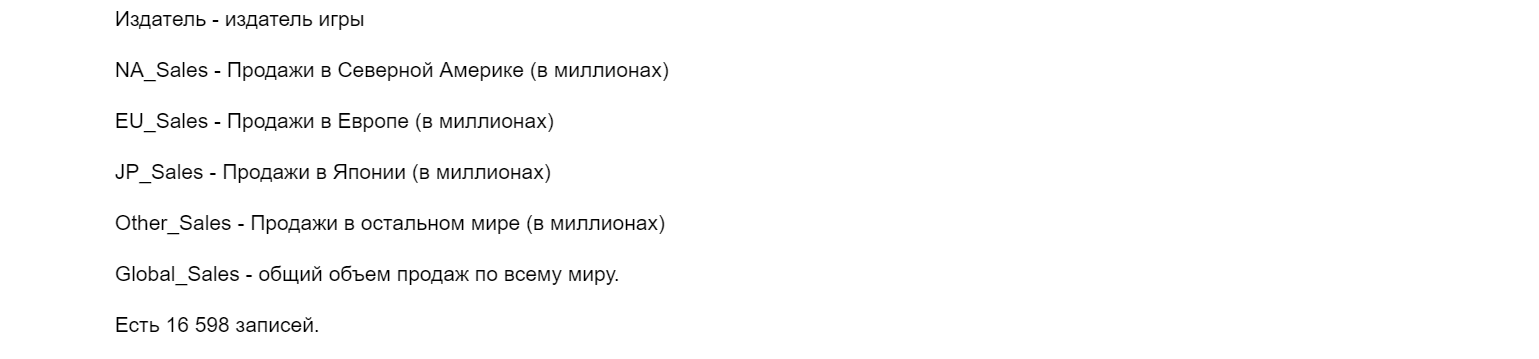 Издатель - издатель игры
NA_Sales - Продажи в Северной Америке (в миллионах)
EU_Sales - Продажи в Европе (в миллионах)
JP_Sales - Продажи в Японии (в миллионах)
Other_Sales - Продажи в остальном мире (в миллионах)
Global_Sales - общий объем продаж по всему миру.
Есть 16 598 записей.